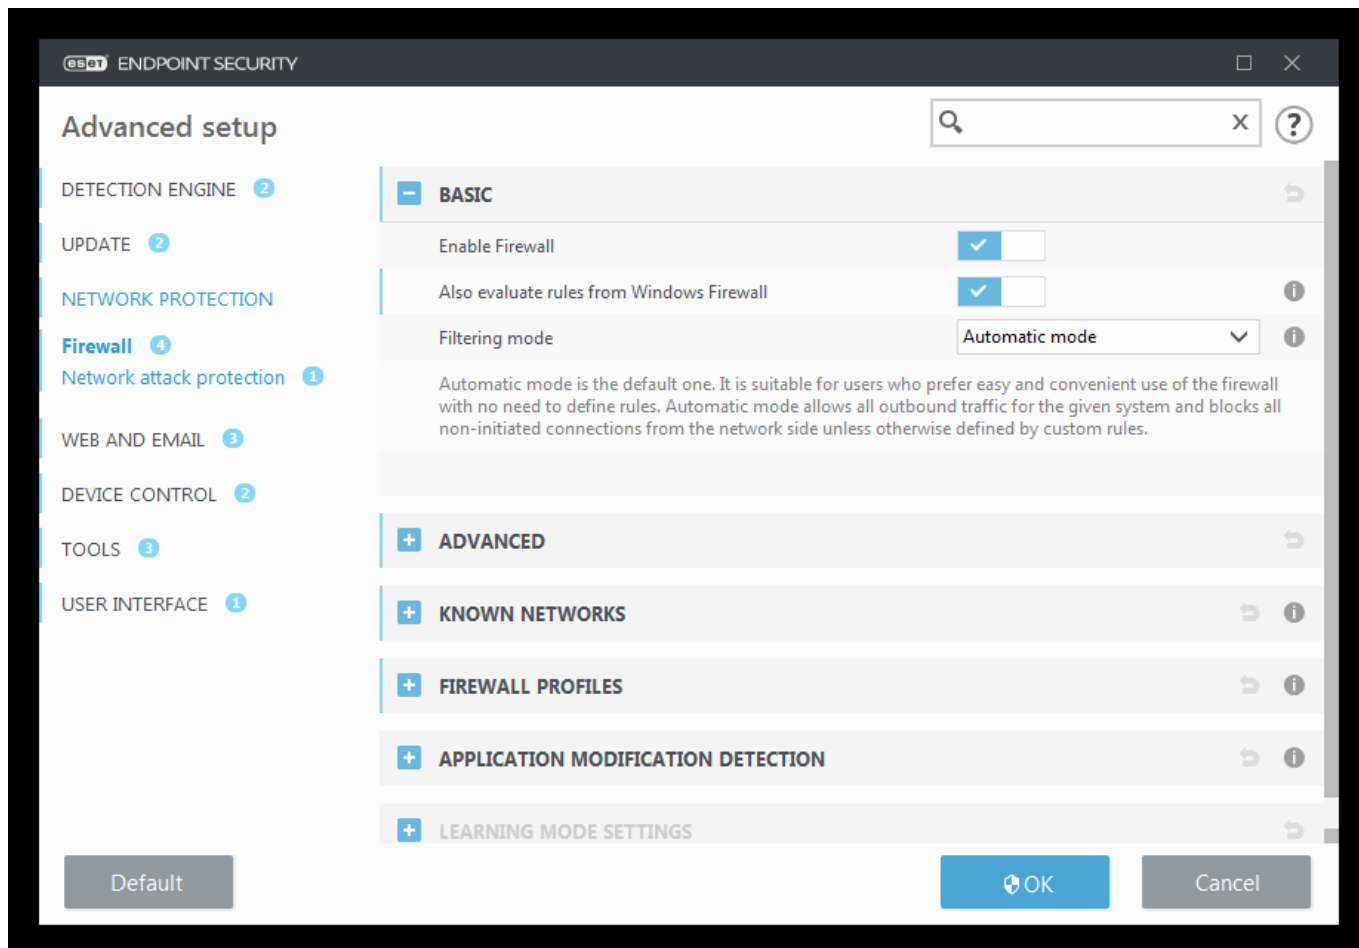 eset ENDPOINT SECURITY
Advanced setup
X
?
DETECTION ENGINE 2
UPDATE 2
NETWORK PROTECTION
Firewall 4
Network attack protection 1
WEB AND EMAIL 3
DEVICE CONTROL 2
TOOLS 3
USER INTERFACE 1
BASIC
Enable Firewall
Also evaluate rules from Windows Firewall
Filtering mode
Automatic mode
Automatic mode is the default one. It is suitable for users who prefer easy and convenient use of the firewall
with no need to define rules. Automatic mode allows all outbound traffic for the given system and blocks all
non-initiated connections from the network side unless otherwise defined by custom rules.
ADVANCED
KNOWN NETWORKS
FIREWALL PROFILES
APPLICATION MODIFICATION DETECTION
LEARNING MODE SETTINGS
Default
OK
Cancel